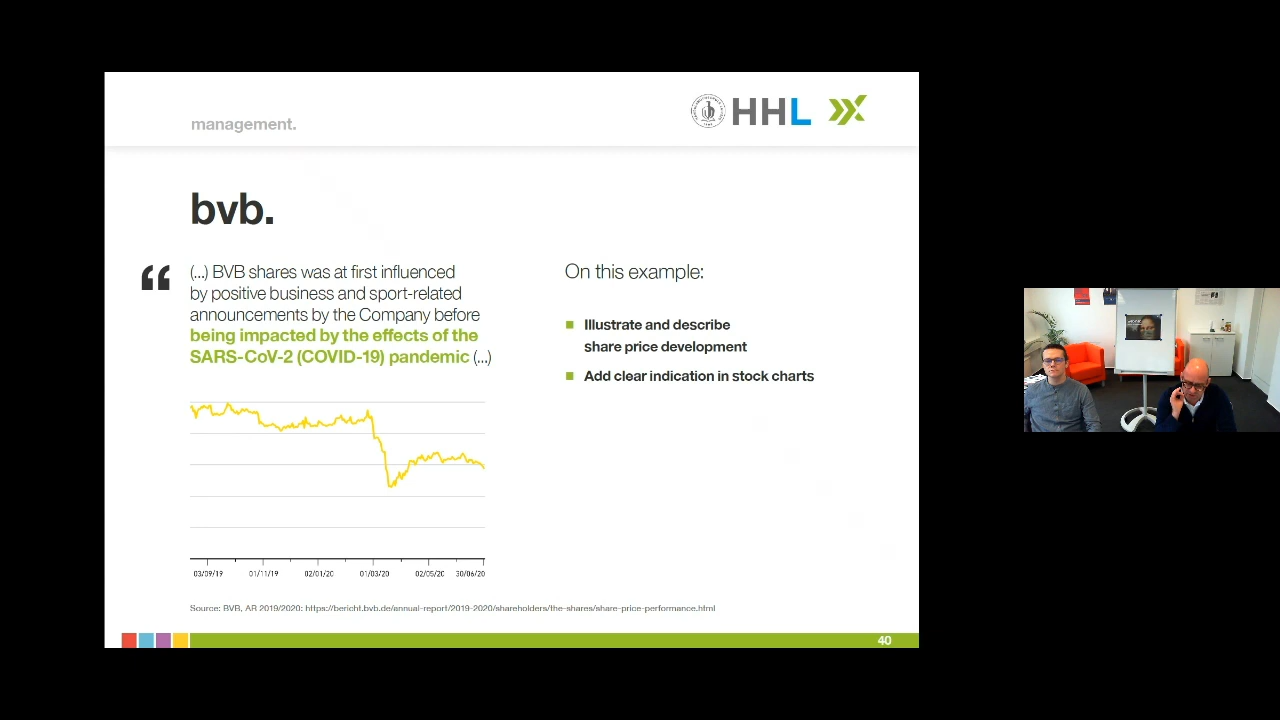 management.
HHL
bvb.
“ (...) BVB shares was at first influenced
by positive business and sport-related
announcements by the Company before
being impacted by the effects of the
SARS-CoV-2 (COVID-19) pandemic (...)
On this example:
Illustrate and describe
share price development
Add clear indication in stock charts
03/09/19 01/11/19 02/01/20 01/03/20 02/05/20 30/06/20
Source: BVB, AR 2019/2020: https://bericht.bvb.de/annual-report/2019-2020/shareholders/the-shares/share-price-performance.html
40